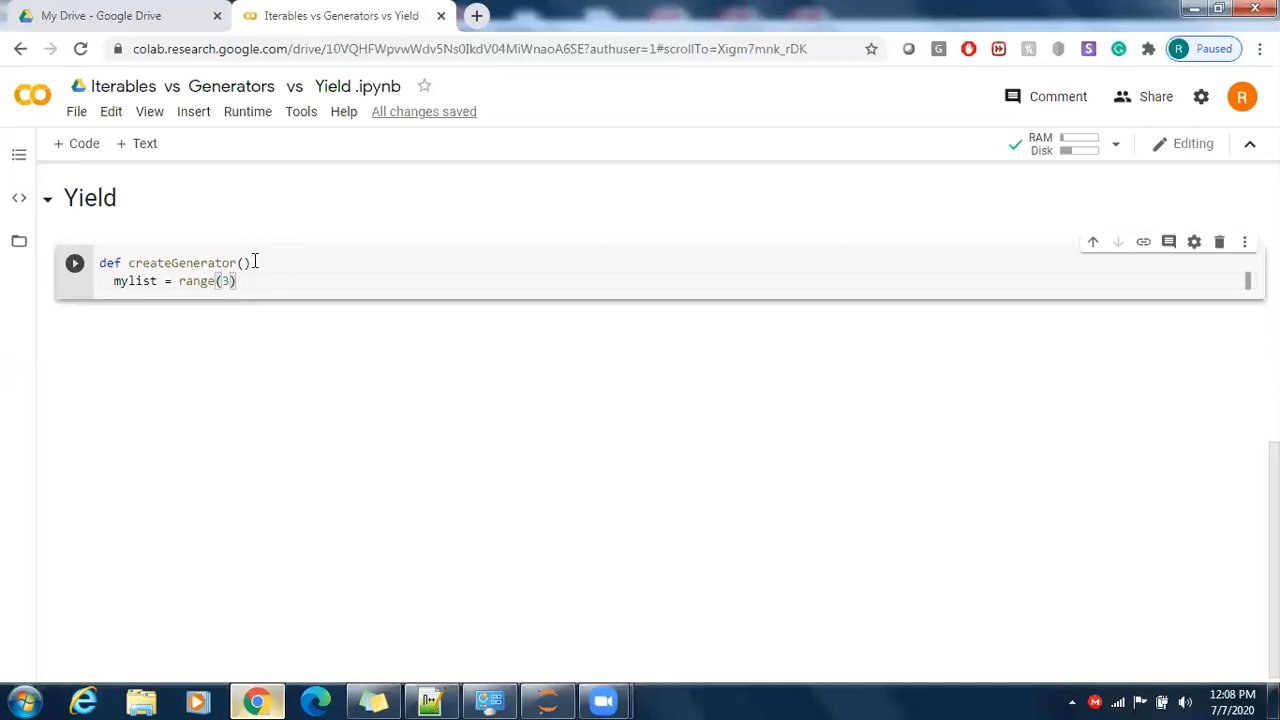 My Drive - Google Drive
Iterables vs Generators vs Yield
colab.research.google.com/drive/10VQHFWpvwWdv5Ns0Ik0V04MiWnaoA6SE?authuser=1#scrollTo=Xigm7mnk_rDK
R Paused
Iterables vs Generators vs Yield .ipynb
Comment
Share
R
File Edit View Insert Runtime Tools Help All changes saved
+ Code + Text
RAM
Disk
Editing
Yield
def createGenerator()
mylist = range(3)
12:08 PM
7/7/2020